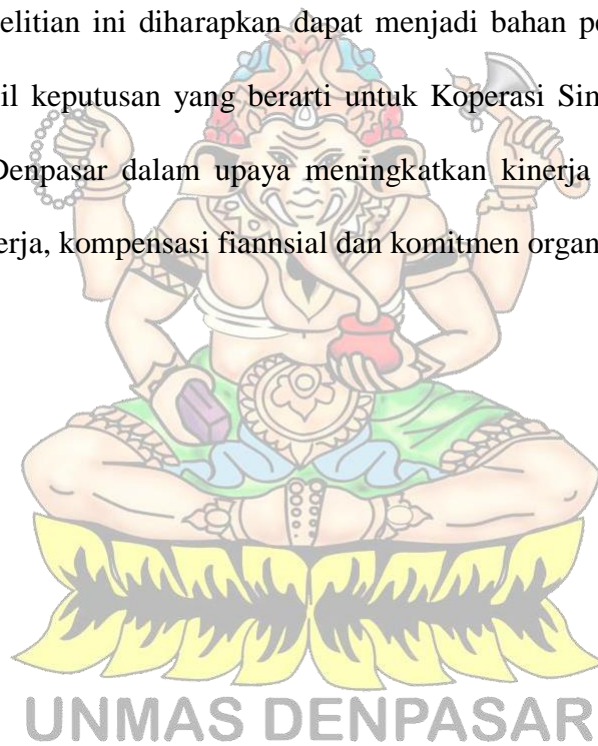 elitian ini diharapkan dapat menjadi bahan pe
il keputusan yang berarti untuk Koperasi Sin
Denpasar dalam upaya meningkatkan kinerja
erja, kompensasi fiannsial dan komitmen organ
UNMAS DENPASAR